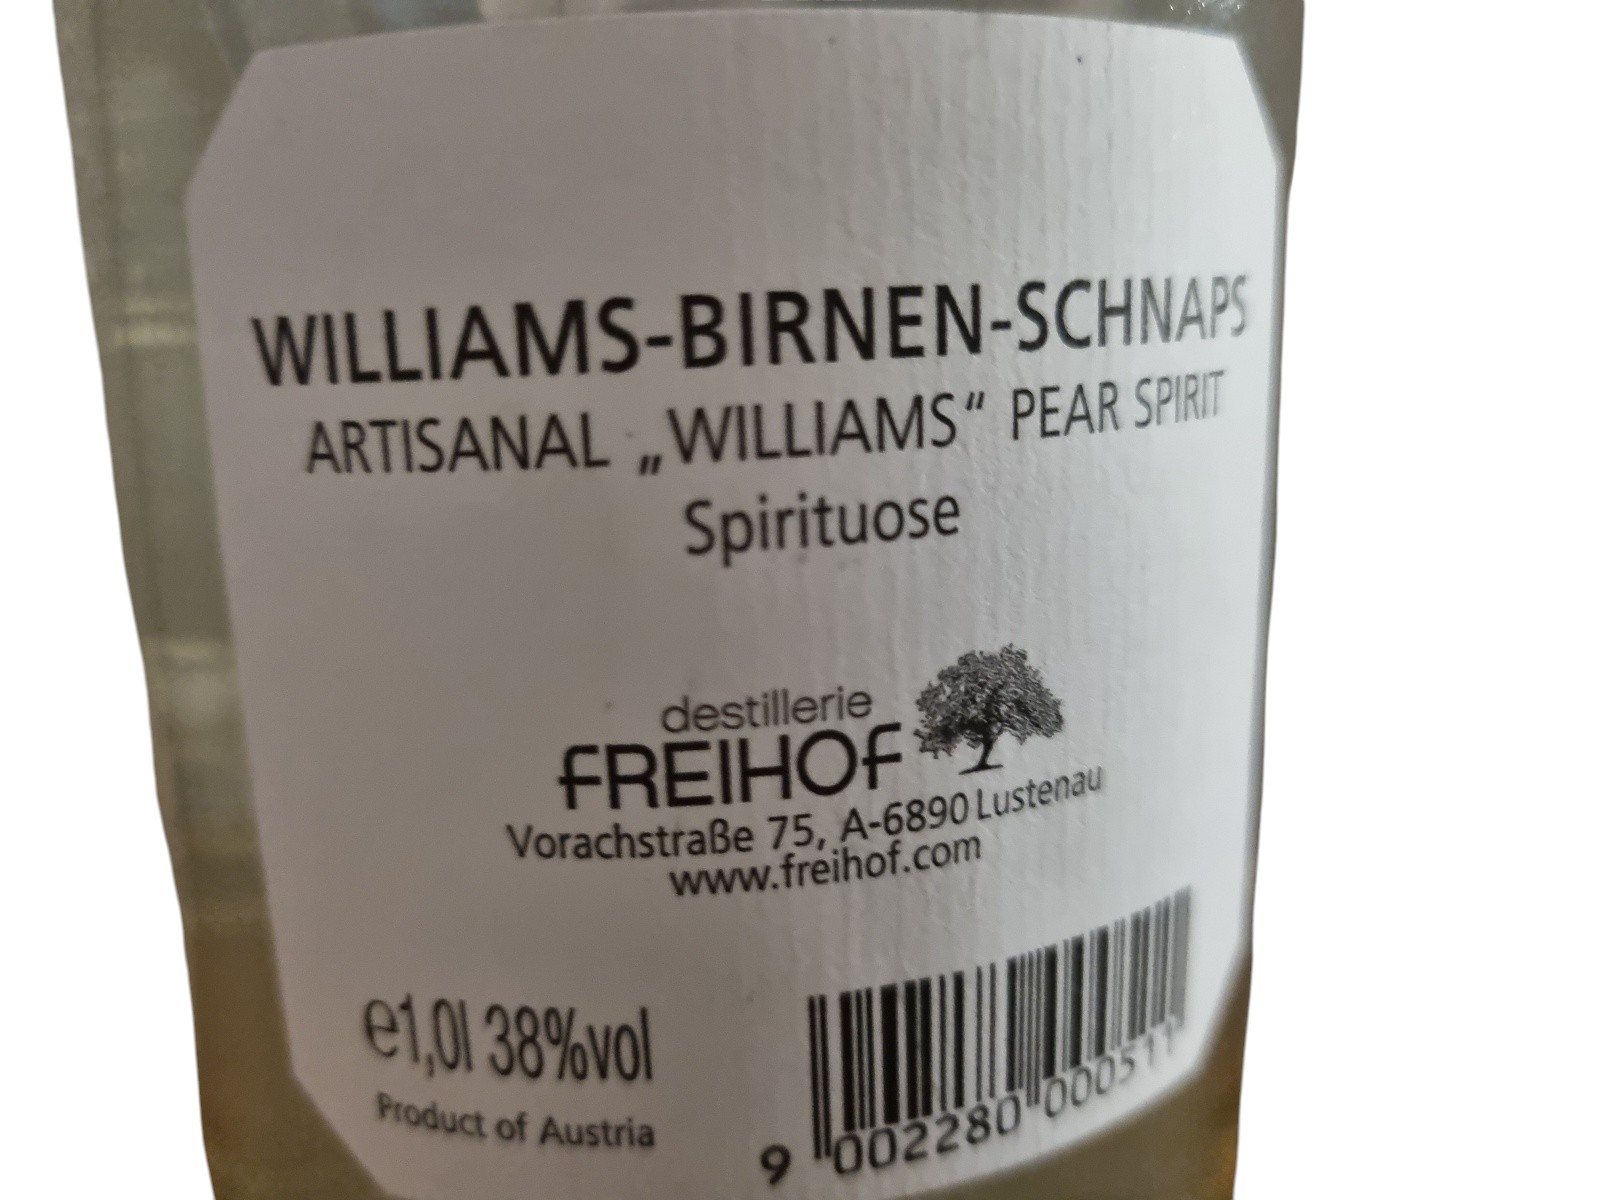 WILLIAMS-BIRNEN-SCHNAPS
ARTISANAL „WILLIAMS“ PEAR SPIRIT
Spirituose
destillerie
FREIHOF
Vorachstraße 75, A-6890 Lustenau
www.freihof.com
e1,0l 38%vol
Product of Austria
9 002280 000511